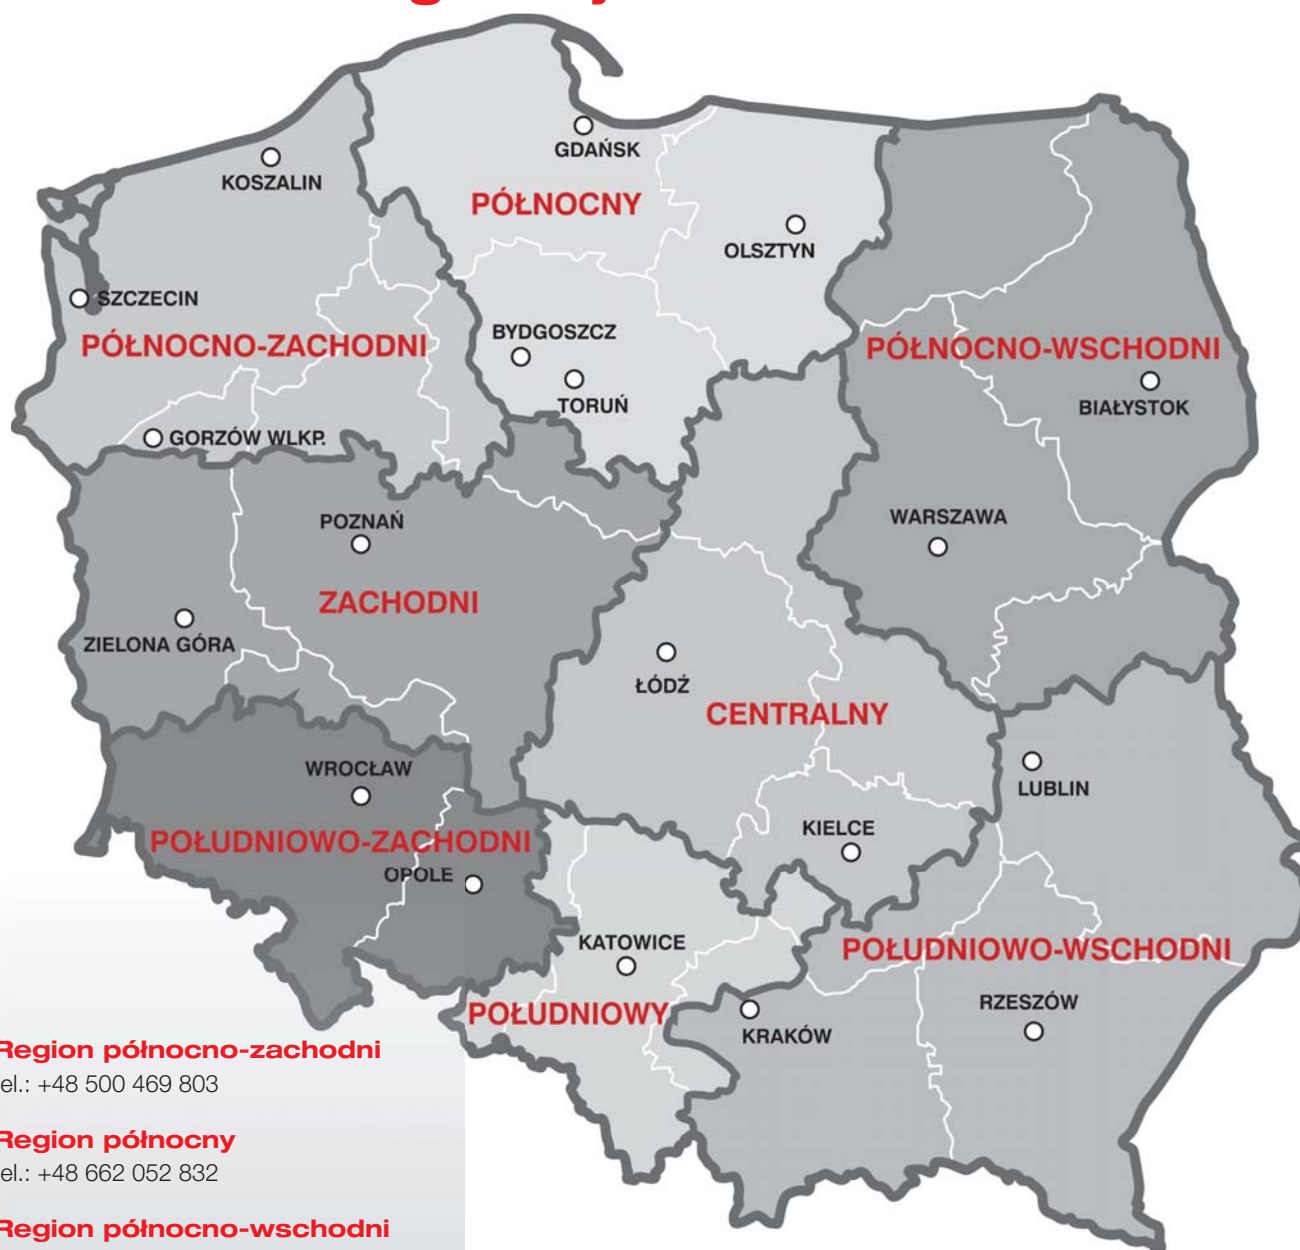 GDAŃSK
KOSZALIN
PÓŁNOCNY
OLSZTYN
SZCZECIN
BYDGOSZCZ
PÓŁNOCNO-ZACHODNI
PÓŁNOCNO-WSCHODNI
TORUŃ
BIAŁYSTOK
GORZÓW WLKP.
POZNAŃ
WARSZAWA
ZACHODNI
ZIELONA GÓRA
ŁÓDŹ
CENTRALNY
WROCŁAW
LUBLIN
KIELCE
POŁUDNIOWO-ZACHODNI
OPOLE
KATOWICE
POŁUDNIOWO-WSCHODNI
RZESZÓW
POŁUDNIOWY
KRAKÓW
Region północno-zachodni
el.: +48 500 469 803
Region północny
el.: +48 662 052 832
Region północno-wschodni